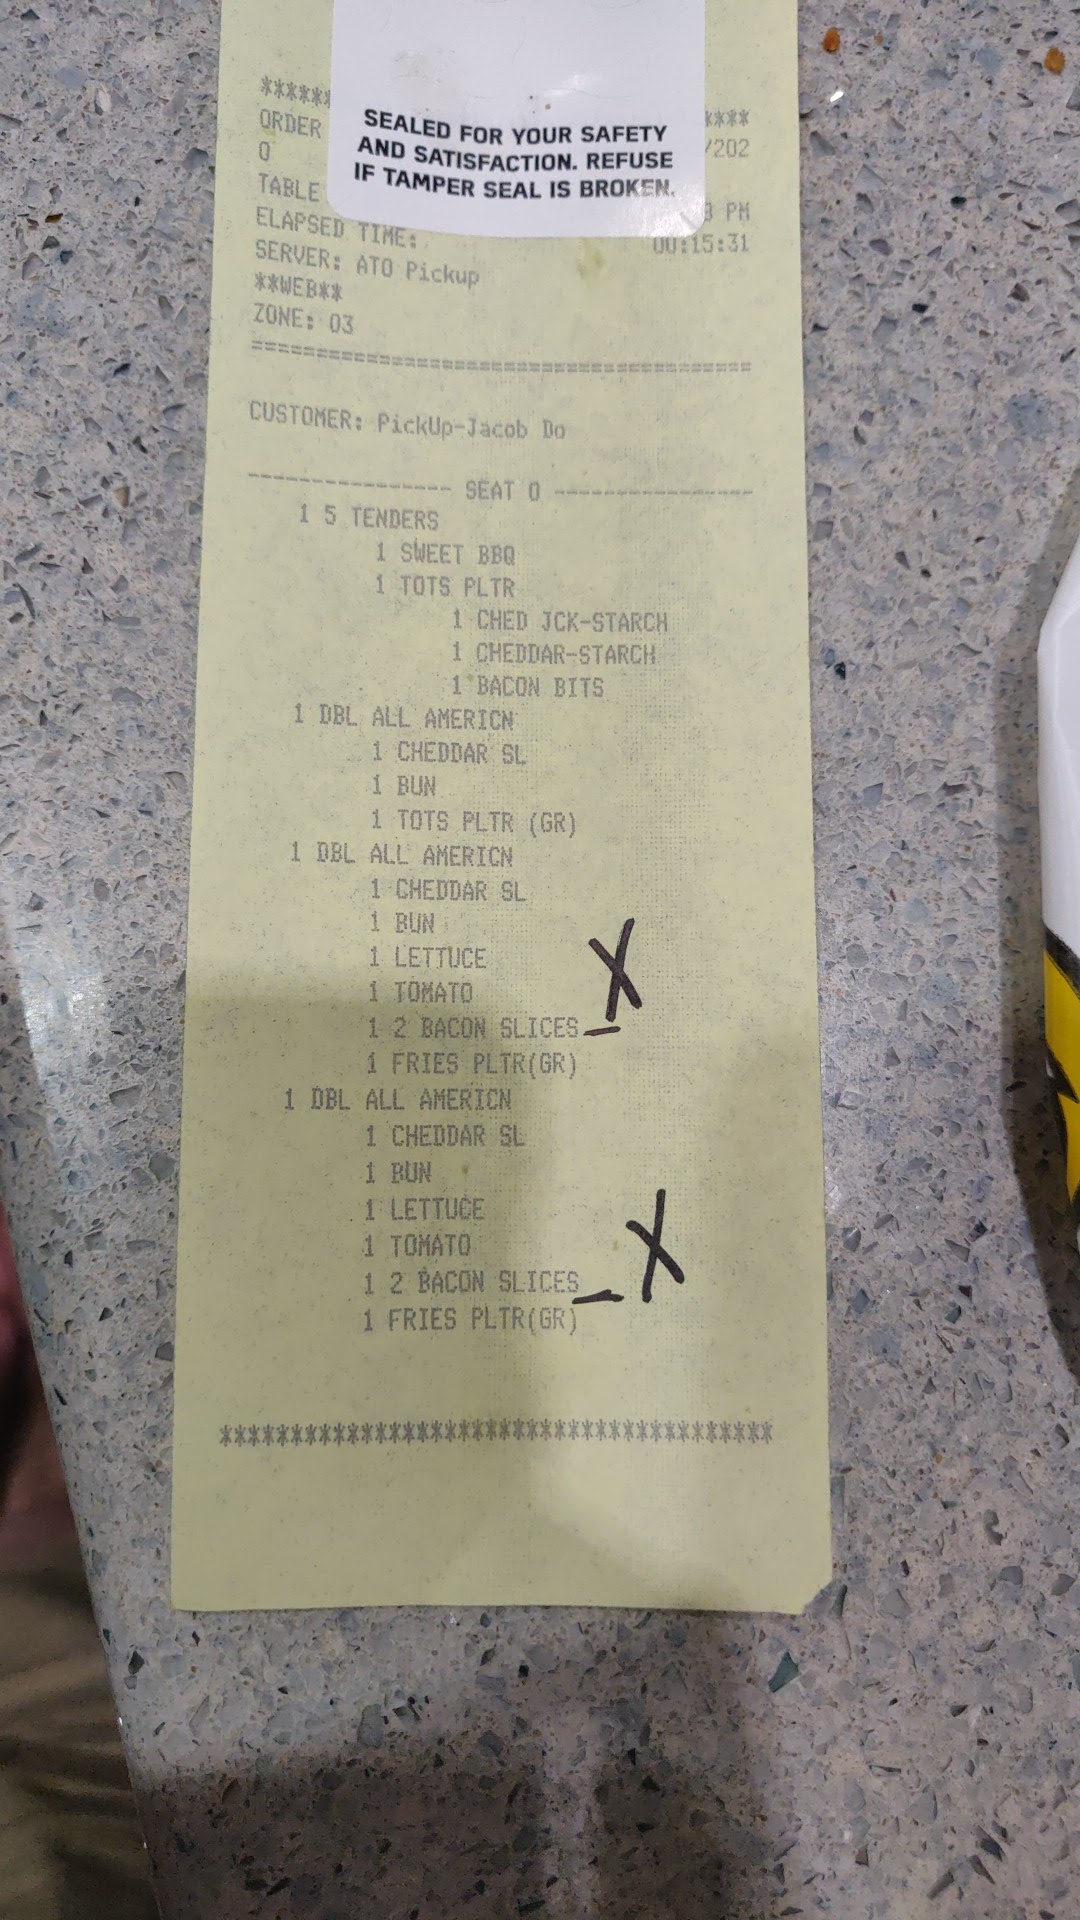 SEALED FOR YOUR SAFETY
AND SATISFACTION. REFUSE
IF TAMPER SEAL IS BROKEN.
****** ****
ORDER /202
0
TABLE PM
ELAPSED TIME: 00:15:31
SERVER: ATO Pickup
**WEB**
ZONE: 03
=======================================
CUSTOMER: PickUp-Jacob Do
---------------- SEAT 0 ----------------
1 5 TENDERS
1 SWEET BBQ
1 TOTS PLTR
1 CHED JCK-STARCH
1 CHEDDAR-STARCH
1 BACON BITS
1 DBL ALL AMERICN
1 CHEDDAR SL
1 BUN
1 TOTS PLTR (GR)
1 DBL ALL AMERICN
1 CHEDDAR SL
1 BUN
1 LETTUCE
1 TOMATO
1 2 BACON SLICES _ X
1 FRIES PLTR(GR)
1 DBL ALL AMERICN
1 CHEDDAR SL
1 BUN
1 LETTUCE
1 TOMATO
1 2 BACON SLICES _ X
1 FRIES PLTR(GR)
****************************************